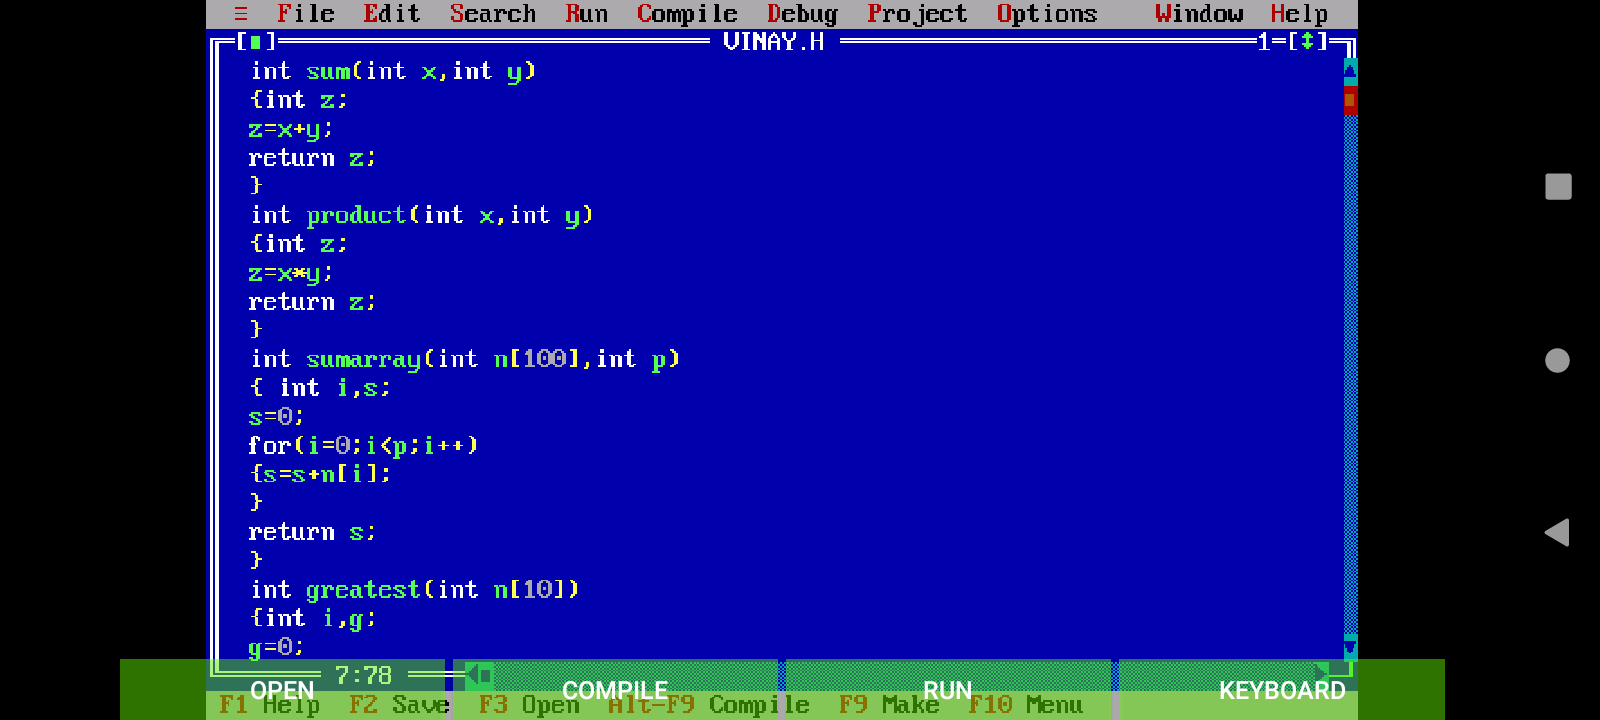 ≡ File Edit Search Run Compile Debug Project Options Window Help
[■] VINAY.H 1=[↕]
int sum(int x,int y)
{int z;
z=x+y;
return z;
}
int product(int x,int y)
{int z;
z=x*y;
return z;
}
int sumarray(int n[100],int p)
{ int i,s;
s=0;
for(i=0;i<p;i++)
{s=s+n[i];
}
return s;
}
int greatest(int n[10])
{int i,g;
g=0;
7:78
OPEN COMPILE RUN KEYBOARD
F1 Help F2 Save F3 Open Alt-F9 Compile F9 Make F10 Menu